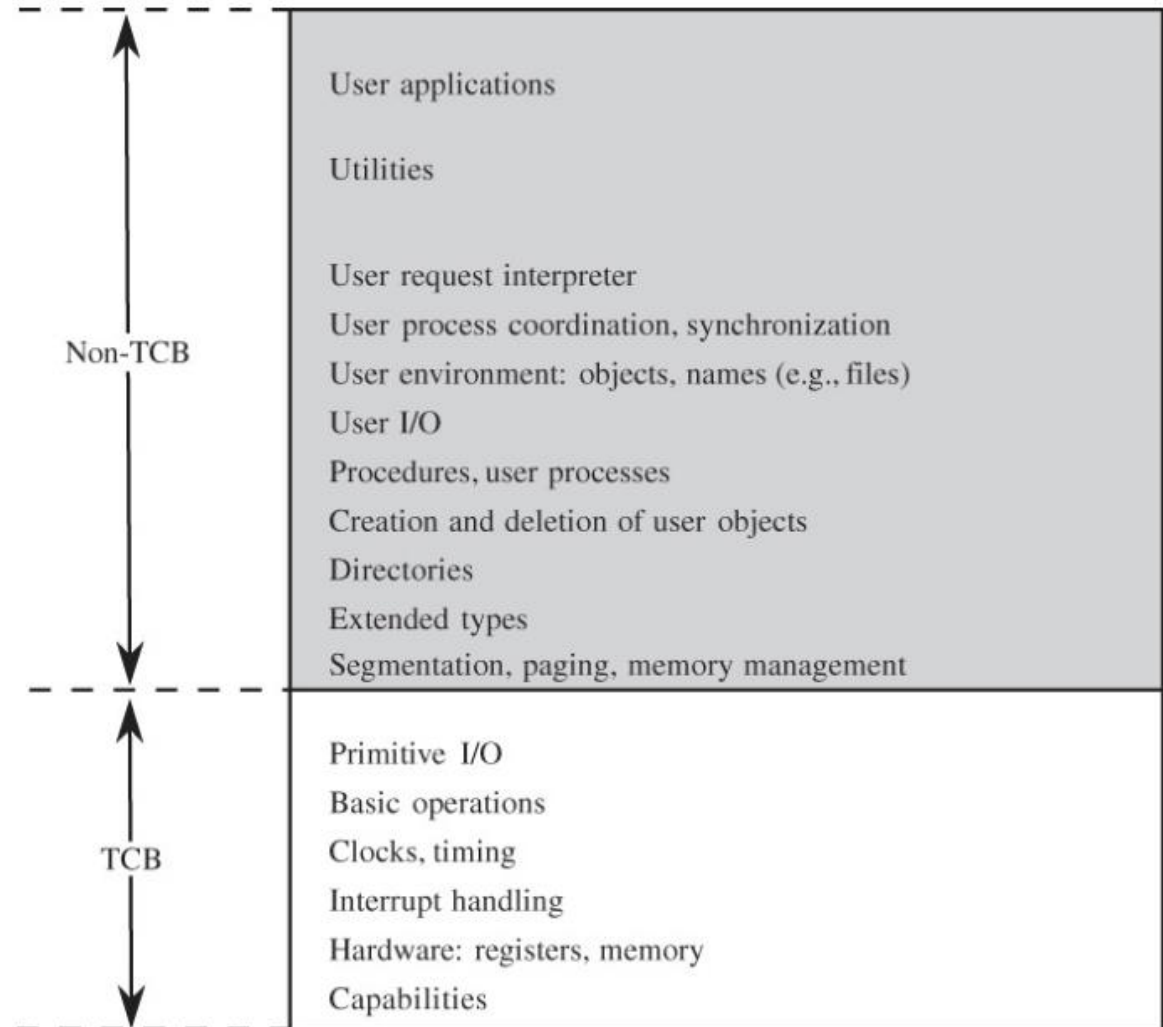 User applications
Utilities
User request interpreter
User process coordination, synchronization
User environment: objects, names (e.g., files)
Non-TCB
User I/O
Procedures, user processes
Creation and deletion of user objects
Directories
Extended types
Segmentation, paging, memory management
Primitive I/O
Basic operations
Clocks, timing
TCB
Interrupt handling
Hardware: registers, memory
Capabilities